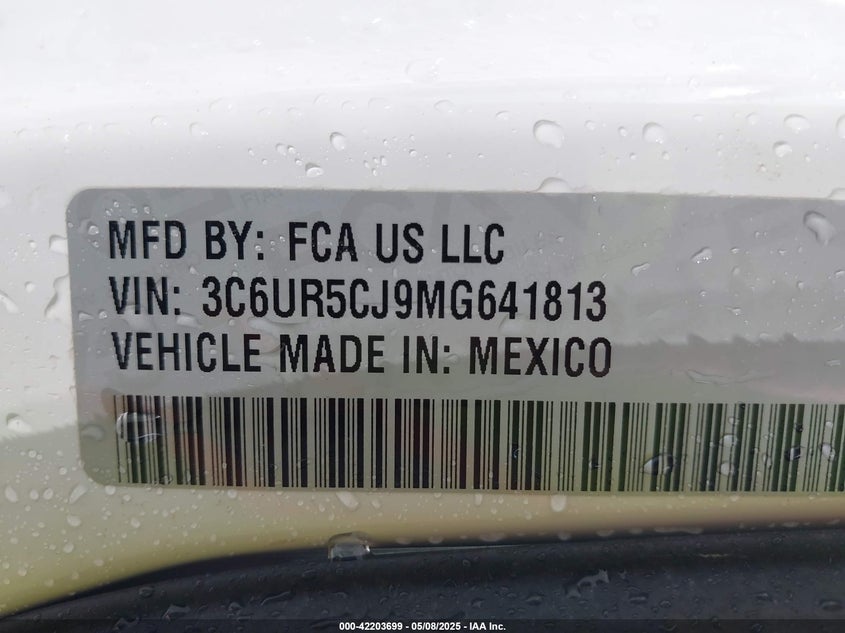 MFD BY: FCA US LLC
VIN: 3C6UR5CJ9MG641813
VEHICLE MADE IN: MEXICO
000-42203699 - 05/08/2025 - IAA Inc.